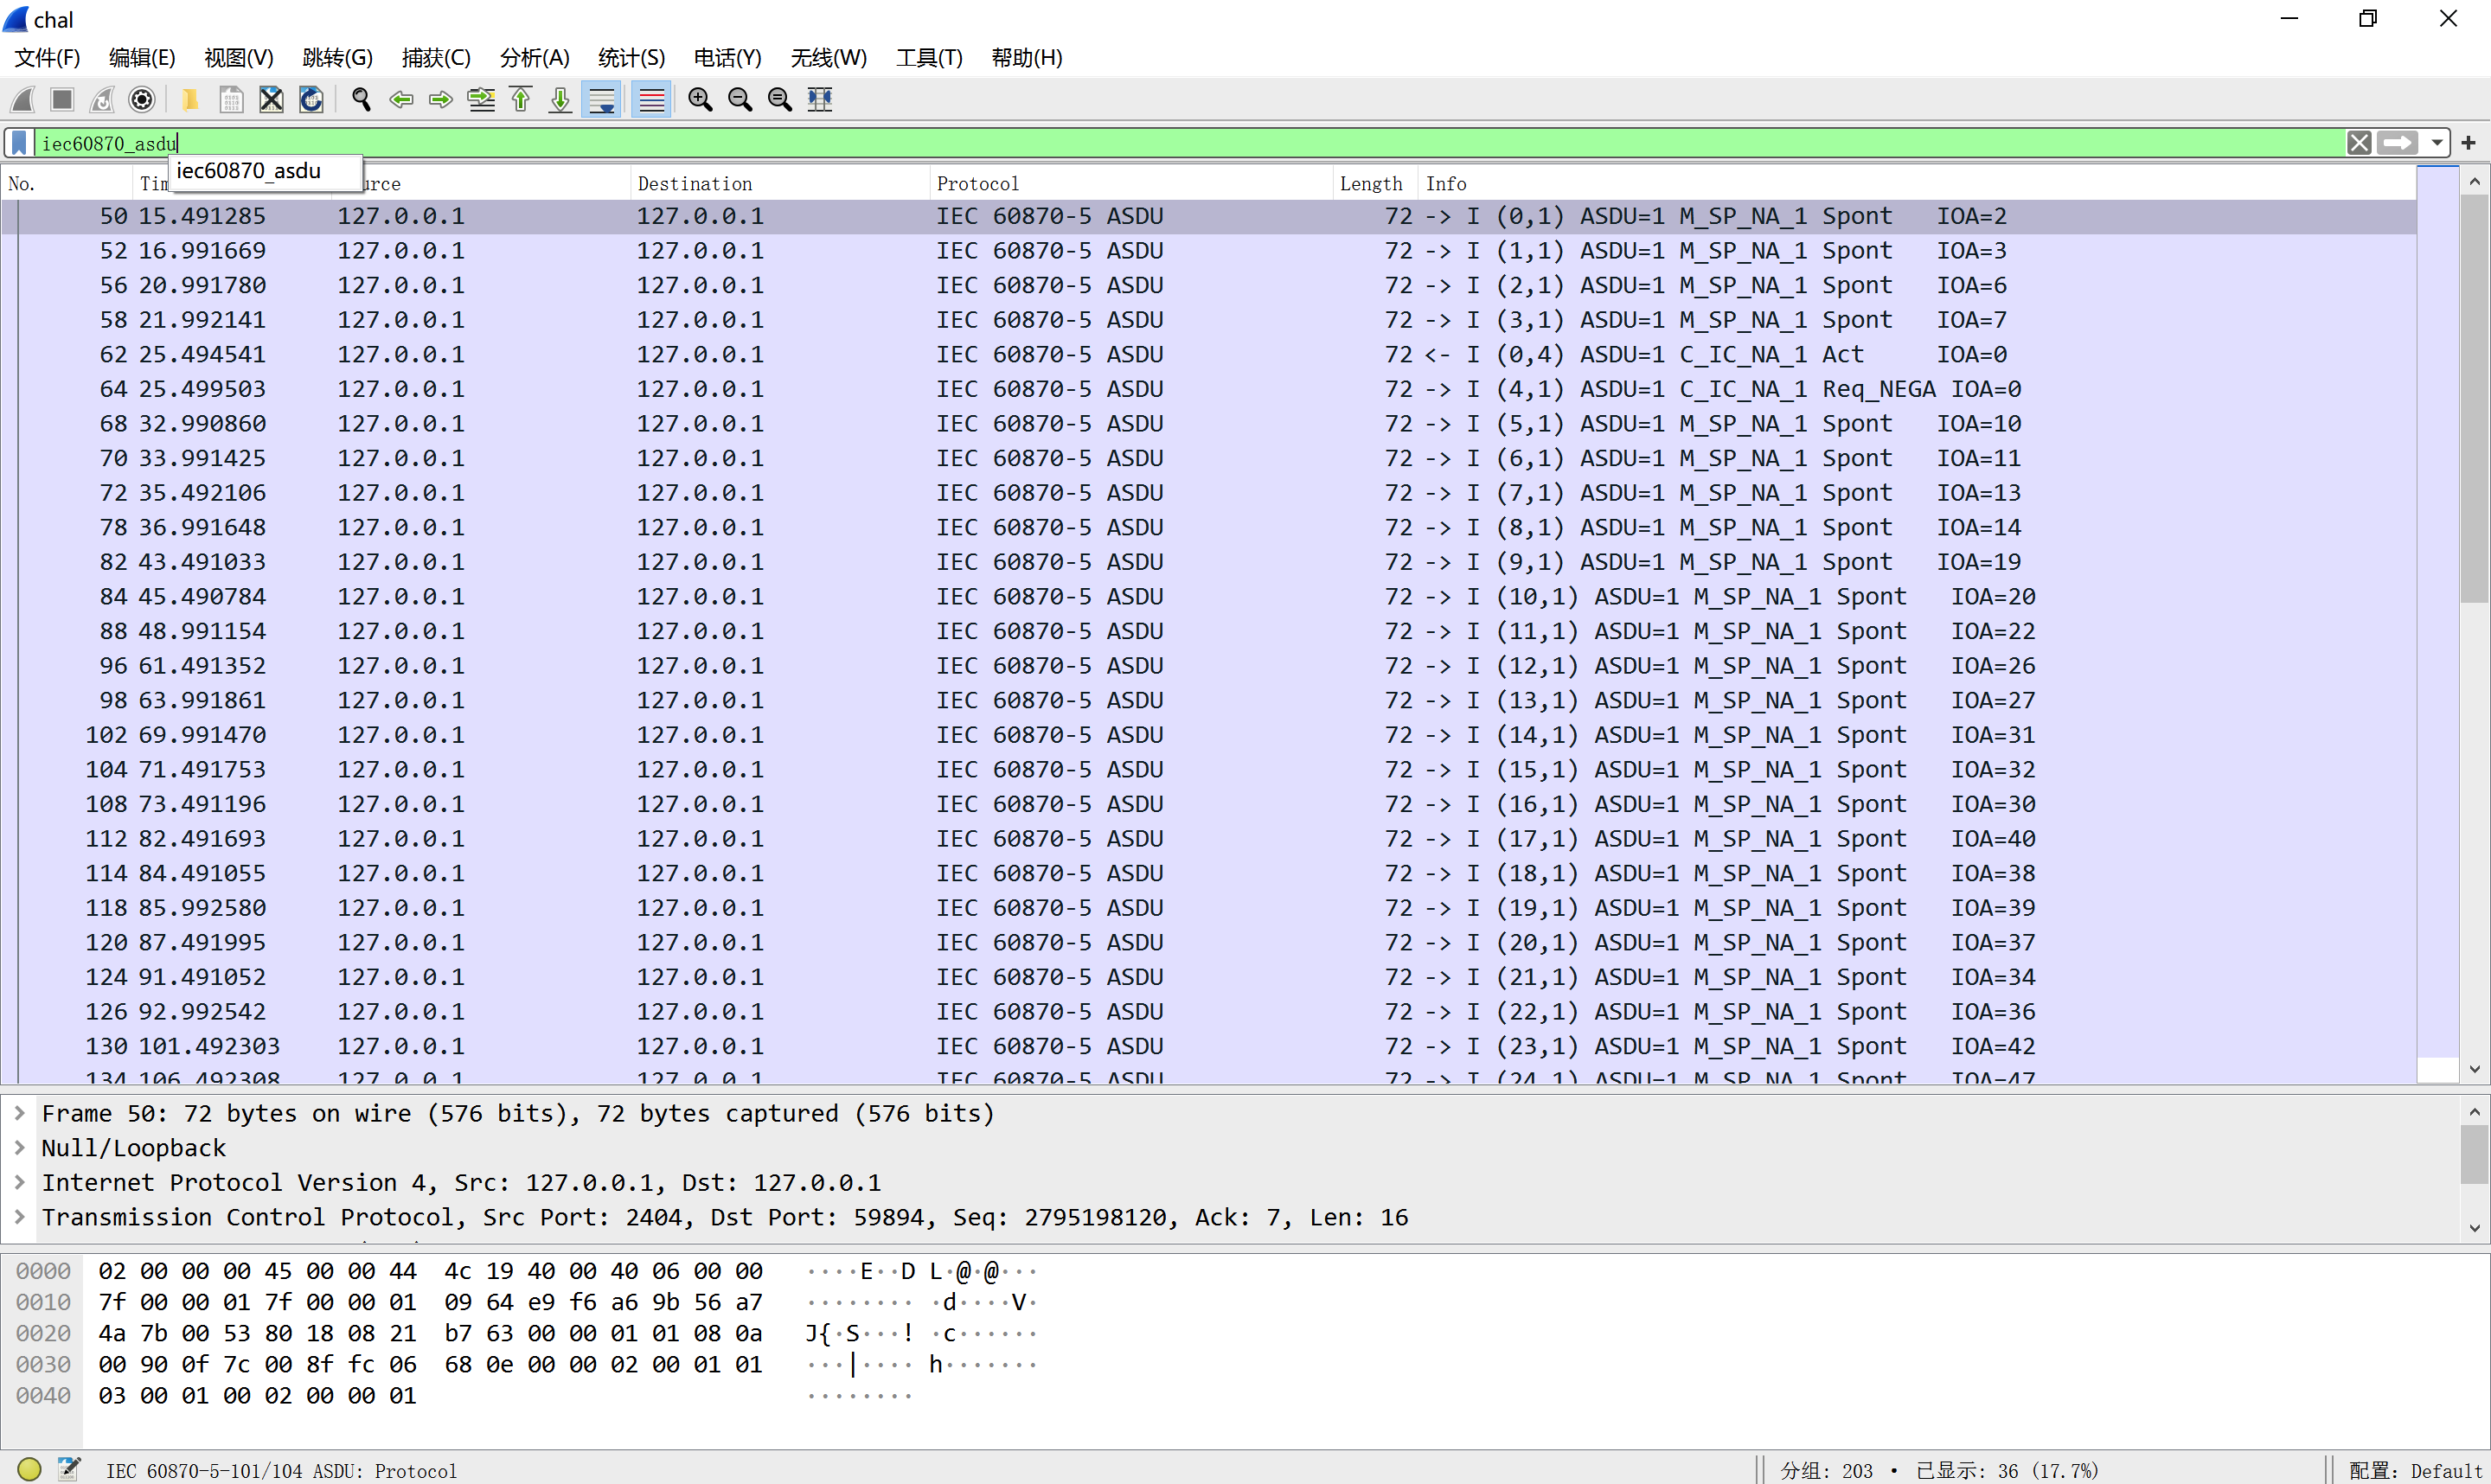 chal
文件(F) 编辑(E) 视图(V) 跳转(G) 捕获(C) 分析(A) 统计(S) 电话(Y) 无线(W) 工具(T) 帮助(H)
iec60870_asdu
iec60870_asdu
No. Tim urce Destination Protocol Length Info
50 15.491285 127.0.0.1 127.0.0.1 IEC 60870-5 ASDU 72 -> I (0,1) ASDU=1 M_SP_NA_1 Spont IOA=2
52 16.991669 127.0.0.1 127.0.0.1 IEC 60870-5 ASDU 72 -> I (1,1) ASDU=1 M_SP_NA_1 Spont IOA=3
56 20.991780 127.0.0.1 127.0.0.1 IEC 60870-5 ASDU 72 -> I (2,1) ASDU=1 M_SP_NA_1 Spont IOA=6
58 21.992141 127.0.0.1 127.0.0.1 IEC 60870-5 ASDU 72 -> I (3,1) ASDU=1 M_SP_NA_1 Spont IOA=7
62 25.494541 127.0.0.1 127.0.0.1 IEC 60870-5 ASDU 72 <- I (0,4) ASDU=1 C_IC_NA_1 Act IOA=0
64 25.499503 127.0.0.1 127.0.0.1 IEC 60870-5 ASDU 72 -> I (4,1) ASDU=1 C_IC_NA_1 Req_NEGA IOA=0
68 32.990860 127.0.0.1 127.0.0.1 IEC 60870-5 ASDU 72 -> I (5,1) ASDU=1 M_SP_NA_1 Spont IOA=10
70 33.991425 127.0.0.1 127.0.0.1 IEC 60870-5 ASDU 72 -> I (6,1) ASDU=1 M_SP_NA_1 Spont IOA=11
72 35.492106 127.0.0.1 127.0.0.1 IEC 60870-5 ASDU 72 -> I (7,1) ASDU=1 M_SP_NA_1 Spont IOA=13
78 36.991648 127.0.0.1 127.0.0.1 IEC 60870-5 ASDU 72 -> I (8,1) ASDU=1 M_SP_NA_1 Spont IOA=14
82 43.491033 127.0.0.1 127.0.0.1 IEC 60870-5 ASDU 72 -> I (9,1) ASDU=1 M_SP_NA_1 Spont IOA=19
84 45.490784 127.0.0.1 127.0.0.1 IEC 60870-5 ASDU 72 -> I (10,1) ASDU=1 M_SP_NA_1 Spont IOA=20
88 48.991154 127.0.0.1 127.0.0.1 IEC 60870-5 ASDU 72 -> I (11,1) ASDU=1 M_SP_NA_1 Spont IOA=22
96 61.491352 127.0.0.1 127.0.0.1 IEC 60870-5 ASDU 72 -> I (12,1) ASDU=1 M_SP_NA_1 Spont IOA=26
98 63.991861 127.0.0.1 127.0.0.1 IEC 60870-5 ASDU 72 -> I (13,1) ASDU=1 M_SP_NA_1 Spont IOA=27
102 69.991470 127.0.0.1 127.0.0.1 IEC 60870-5 ASDU 72 -> I (14,1) ASDU=1 M_SP_NA_1 Spont IOA=31
104 71.491753 127.0.0.1 127.0.0.1 IEC 60870-5 ASDU 72 -> I (15,1) ASDU=1 M_SP_NA_1 Spont IOA=32
108 73.491196 127.0.0.1 127.0.0.1 IEC 60870-5 ASDU 72 -> I (16,1) ASDU=1 M_SP_NA_1 Spont IOA=30
112 82.491693 127.0.0.1 127.0.0.1 IEC 60870-5 ASDU 72 -> I (17,1) ASDU=1 M_SP_NA_1 Spont IOA=40
114 84.491055 127.0.0.1 127.0.0.1 IEC 60870-5 ASDU 72 -> I (18,1) ASDU=1 M_SP_NA_1 Spont IOA=38
118 85.992580 127.0.0.1 127.0.0.1 IEC 60870-5 ASDU 72 -> I (19,1) ASDU=1 M_SP_NA_1 Spont IOA=39
120 87.491995 127.0.0.1 127.0.0.1 IEC 60870-5 ASDU 72 -> I (20,1) ASDU=1 M_SP_NA_1 Spont IOA=37
124 91.491052 127.0.0.1 127.0.0.1 IEC 60870-5 ASDU 72 -> I (21,1) ASDU=1 M_SP_NA_1 Spont IOA=34
126 92.992542 127.0.0.1 127.0.0.1 IEC 60870-5 ASDU 72 -> I (22,1) ASDU=1 M_SP_NA_1 Spont IOA=36
130 101.492303 127.0.0.1 127.0.0.1 IEC 60870-5 ASDU 72 -> I (23,1) ASDU=1 M_SP_NA_1 Spont IOA=42
134 106.492308 127.0.0.1 127.0.0.1 IEC 60870-5 ASDU 72 -> I (24,1) ASDU=1 M_SP_NA_1 Spont IOA=47
Frame 50: 72 bytes on wire (576 bits), 72 bytes captured (576 bits)
Null/Loopback
Internet Protocol Version 4, Src: 127.0.0.1, Dst: 127.0.0.1
Transmission Control Protocol, Src Port: 2404, Dst Port: 59894, Seq: 2795198120, Ack: 7, Len: 16
0000 02 00 00 00 45 00 00 44 4c 19 40 00 40 06 00 00 ····E··D L·@·@···
0010 7f 00 00 01 7f 00 00 01 09 64 e9 f6 a6 9b 56 a7 ········ ·d····V·
0020 4a 7b 00 53 80 18 08 21 b7 63 00 00 01 01 08 0a J{·S···! ·c······
0030 00 90 0f 7c 00 8f fc 06 68 0e 00 00 02 00 01 01 ···|···· h·······
0040 03 00 01 00 02 00 00 01 ········
IEC 60870-5-101/104 ASDU: Protocol 分组: 203 · 已显示: 36 (17.7%) 配置: Default